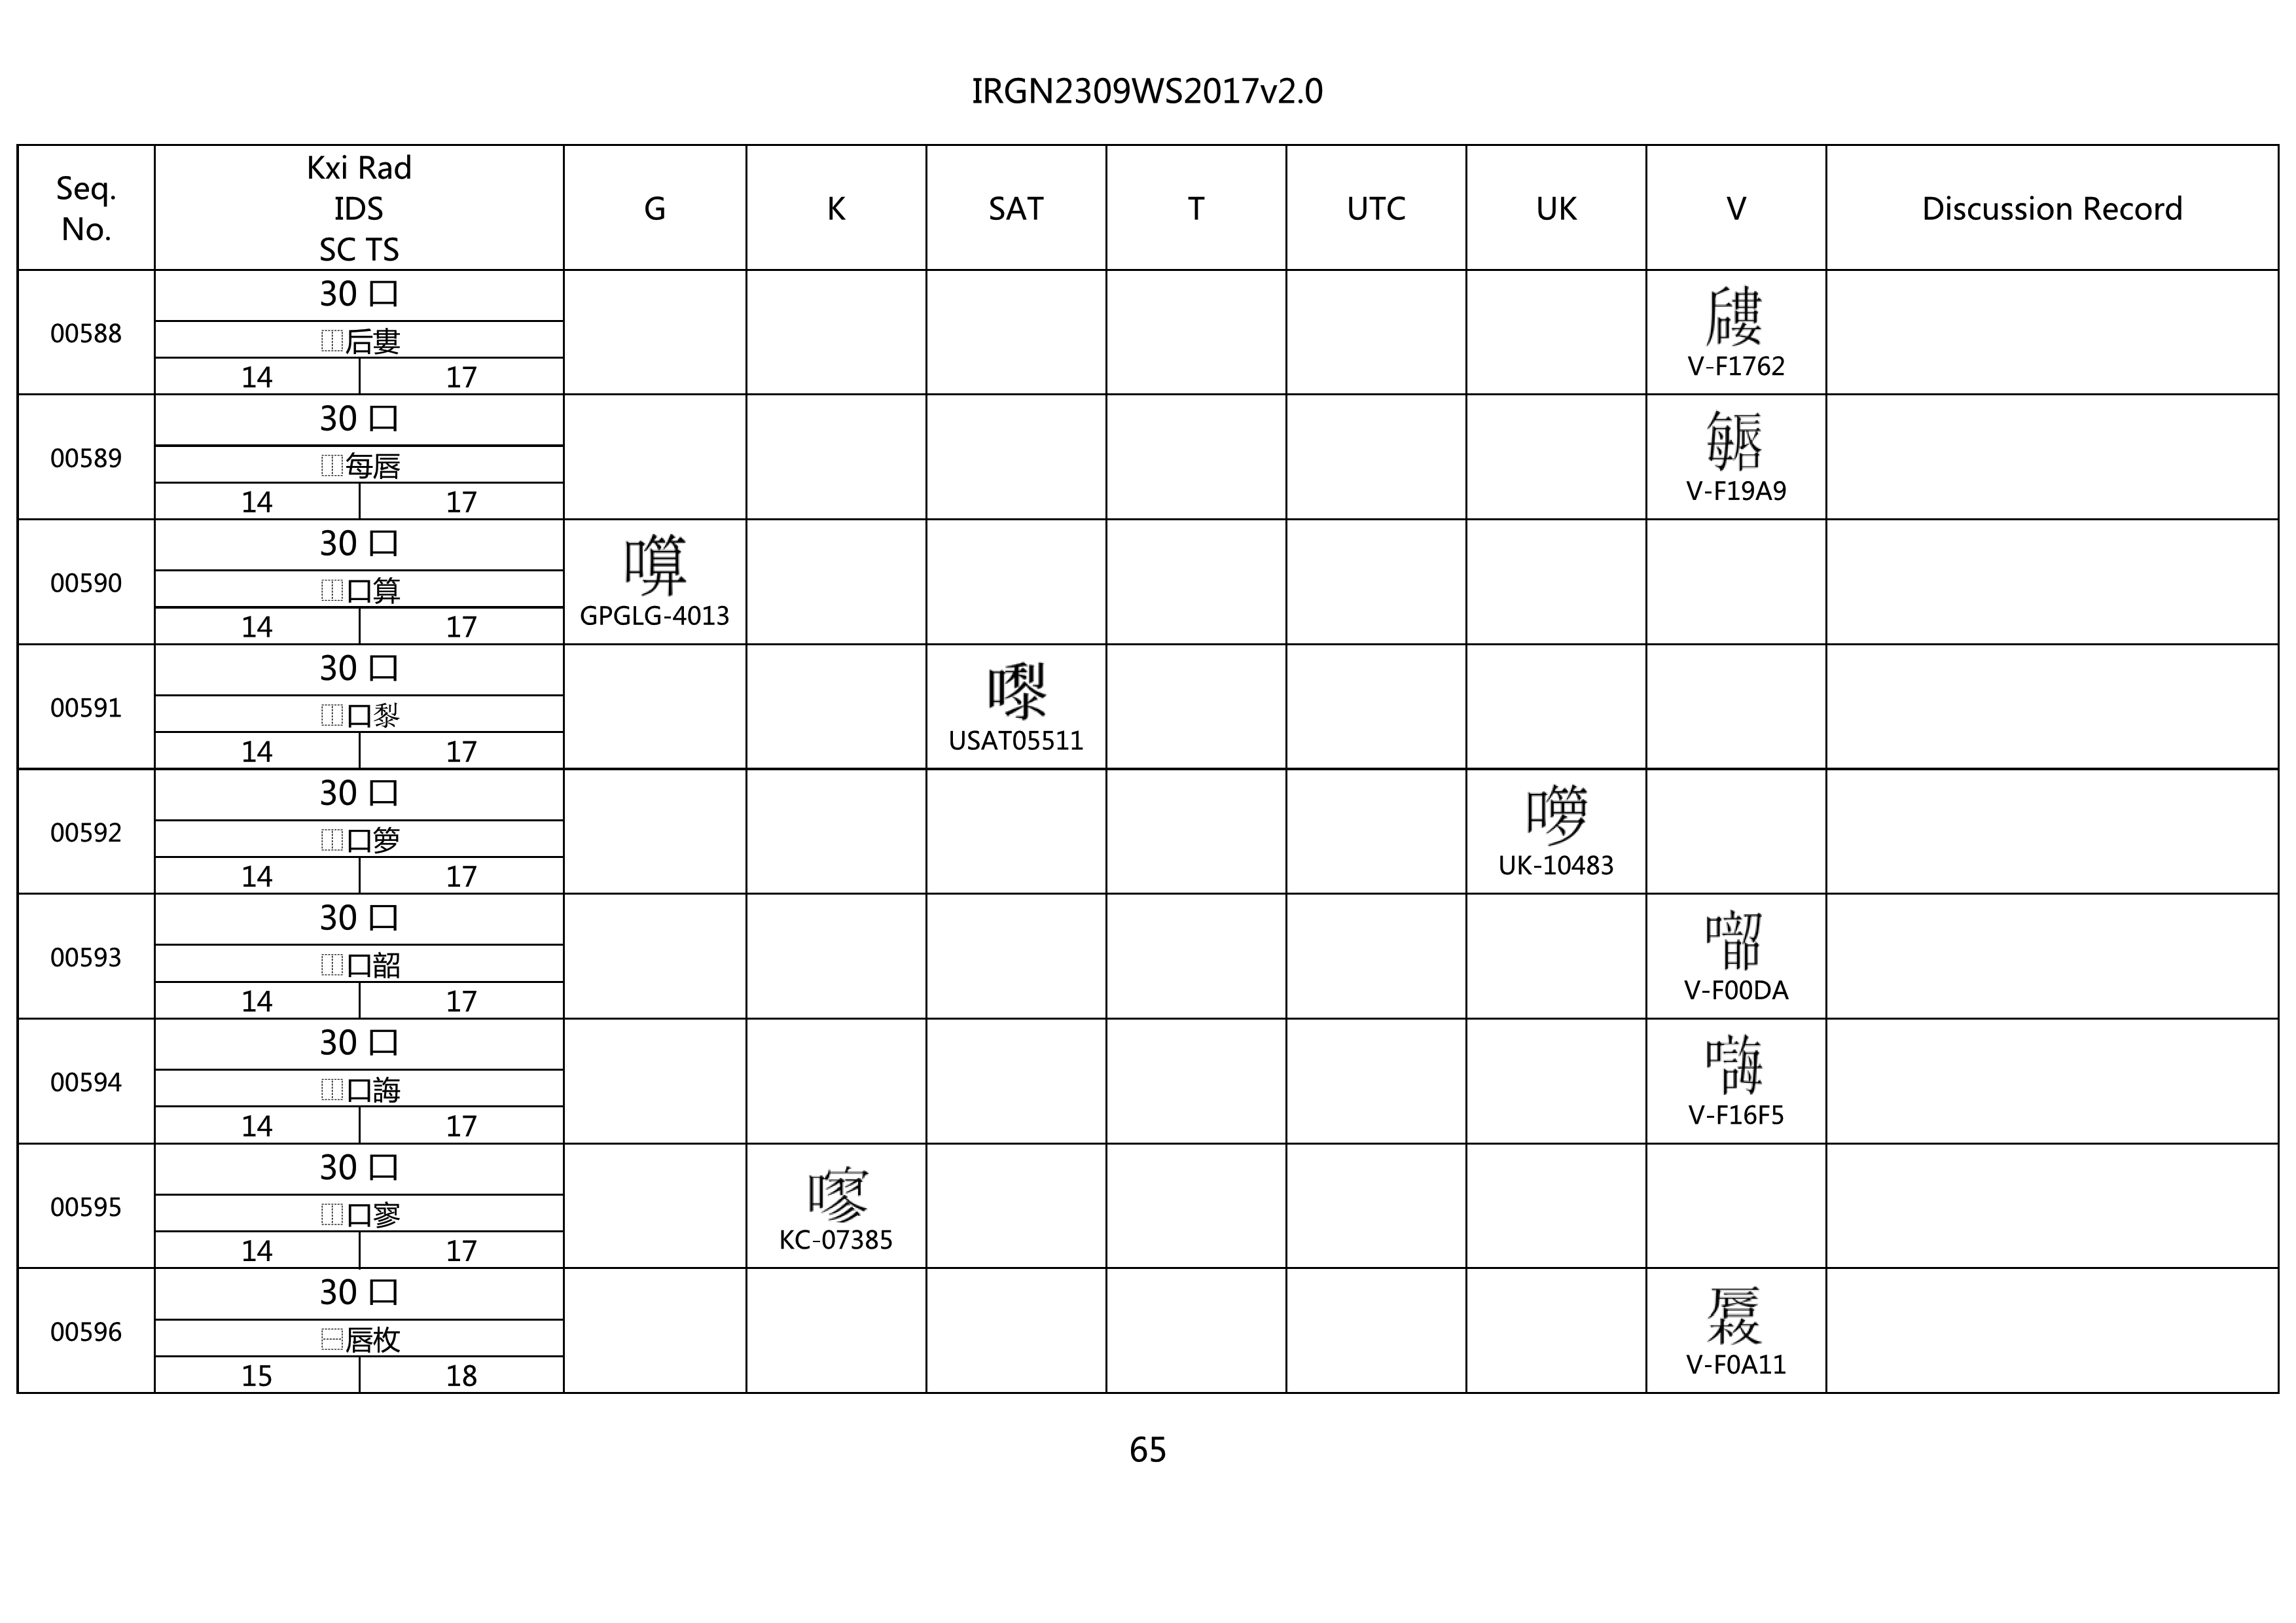 IRGN2309WS2017v2.0
Seq. No. Kxi Rad IDS SC TS G K SAT T UTC UK V Discussion Record
00588
30 口
⿰后婁
14 17
V-F1762
00589
30 口
⿰每唇
14 17
V-F19A9
00590
30 口
⿰口算
14 17
GPGLG-4013
00591
30 口
⿰口黎
14 17
USAT05511
00592
30 口
⿰口箩
14 17
UK-10483
00593
30 口
⿰口韶
14 17
V-F00DA
00594
30 口
⿰口誨
14 17
V-F16F5
00595
30 口
⿰口寥
14 17
KC-07385
00596
30 口
⿱唇枚
15 18
V-F0A11
65